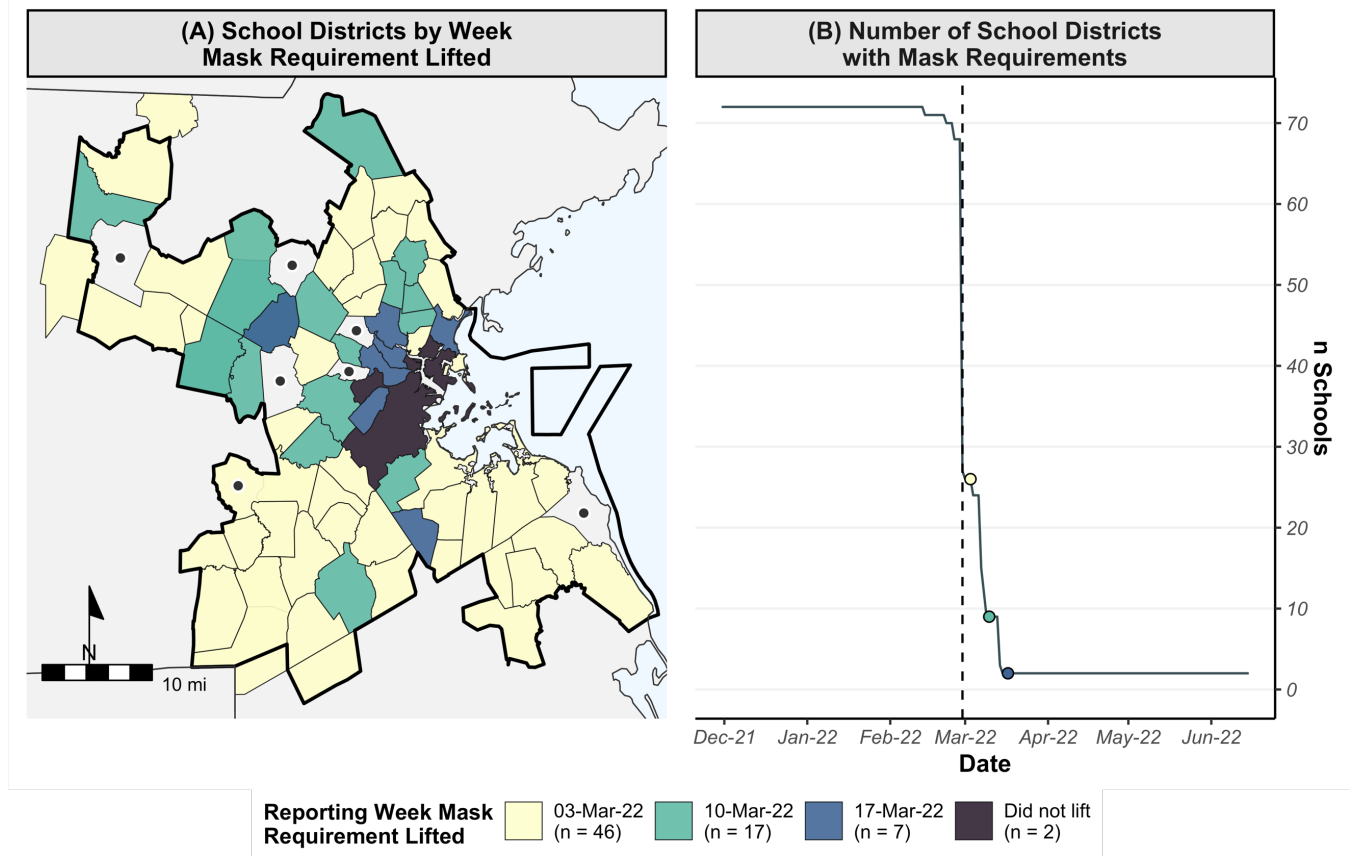 (A) School Districts by Week
Mask Requirement Lifted
(B) Number of School Districts
with Mask Requirements
N
10 mi
70
60
50
40
30
20
10
0
n Schools
Dec-21
Jan-22
Feb-22
Mar-22
Apr-22
May-22
Jun-22
Date
Reporting Week Mask
Requirement Lifted
03-Mar-22
(n = 46)
10-Mar-22
(n = 17)
17-Mar-22
(n = 7)
Did not lift
(n = 2)